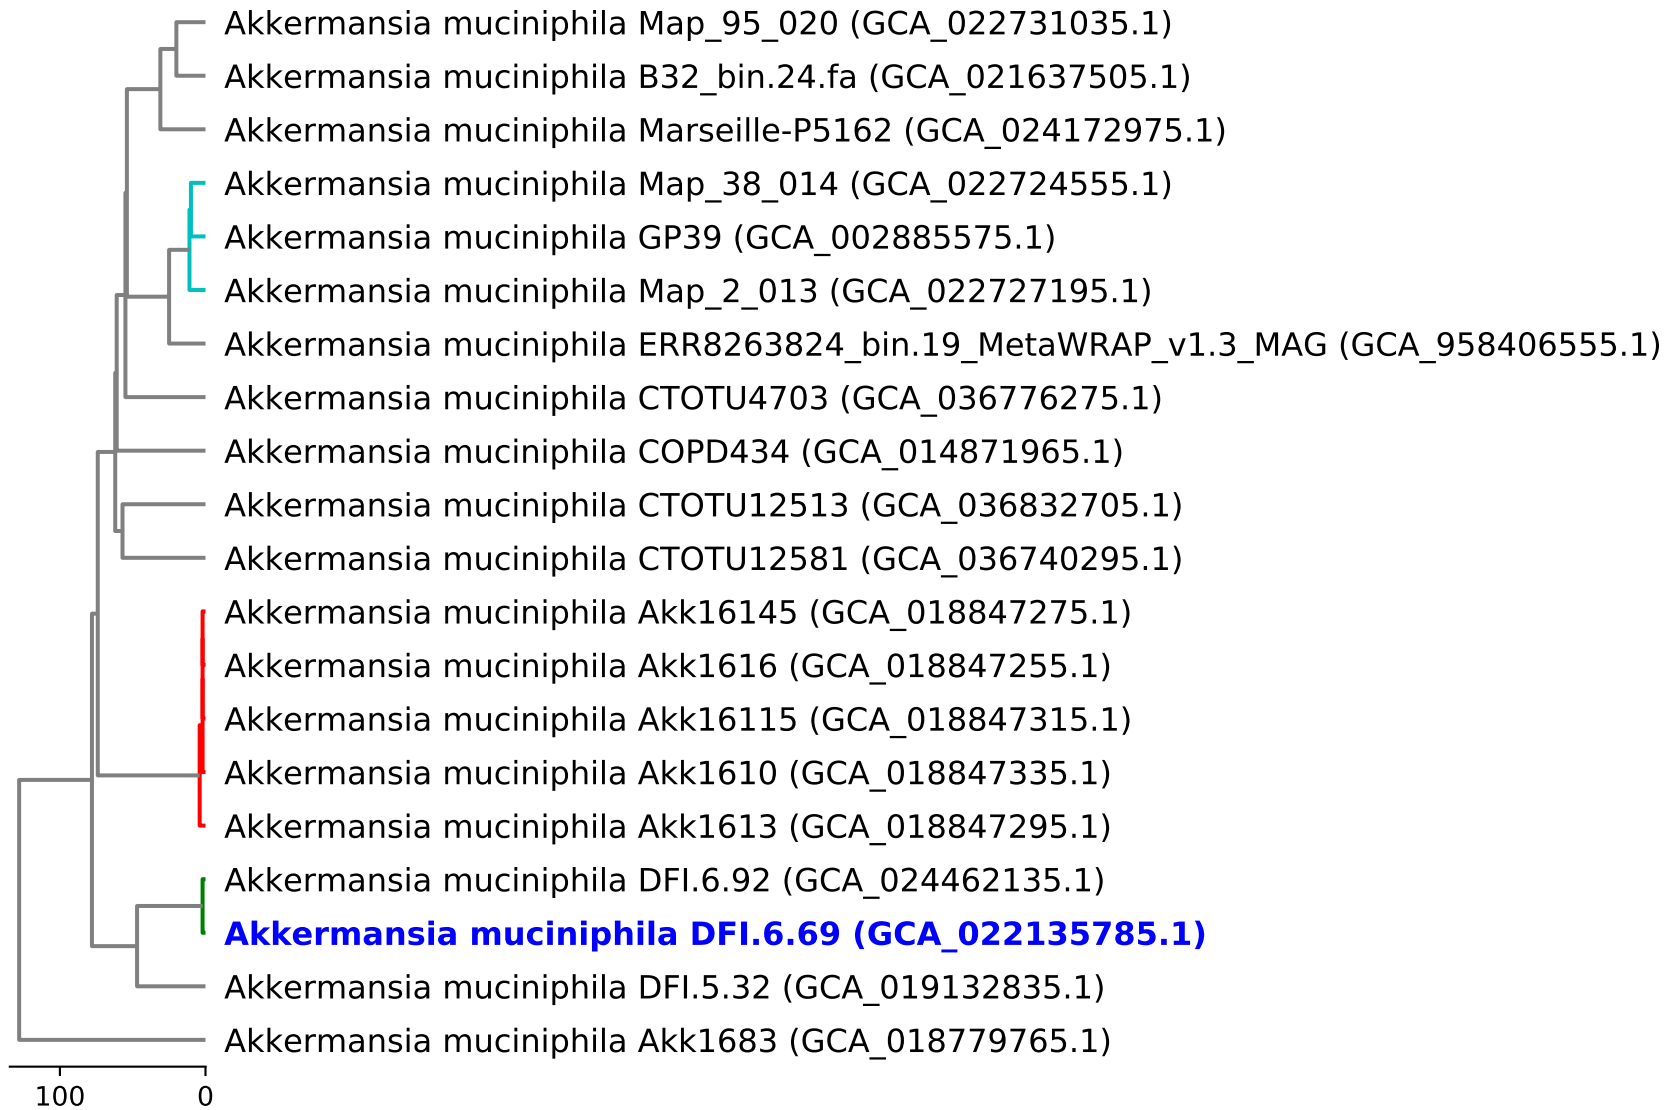 Akkermansia muciniphila Map_95_020 (GCA_022731035.1)
Akkermansia muciniphila B32_bin.24.fa (GCA_021637505.1)
Akkermansia muciniphila Marseille-P5162 (GCA_024172975.1)
Akkermansia muciniphila Map_38_014 (GCA_022724555.1)
Akkermansia muciniphila GP39 (GCA_002885575.1)
Akkermansia muciniphila Map_2_013 (GCA_022727195.1)
Akkermansia muciniphila ERR8263824_bin.19_MetaWRAP_v1.3_MAG (GCA_958406555.1)
Akkermansia muciniphila CTOTU4703 (GCA_036776275.1)
Akkermansia muciniphila COPD434 (GCA_014871965.1)
Akkermansia muciniphila CTOTU12513 (GCA_036832705.1)
Akkermansia muciniphila CTOTU12581 (GCA_036740295.1)
Akkermansia muciniphila Akk16145 (GCA_018847275.1)
Akkermansia muciniphila Akk1616 (GCA_018847255.1)
Akkermansia muciniphila Akk16115 (GCA_018847315.1)
Akkermansia muciniphila Akk1610 (GCA_018847335.1)
Akkermansia muciniphila Akk1613 (GCA_018847295.1)
Akkermansia muciniphila DFI.6.92 (GCA_024462135.1)
Akkermansia muciniphila DFI.6.69 (GCA_022135785.1)
Akkermansia muciniphila DFI.5.32 (GCA_019132835.1)
Akkermansia muciniphila Akk1683 (GCA_018779765.1)
100 0